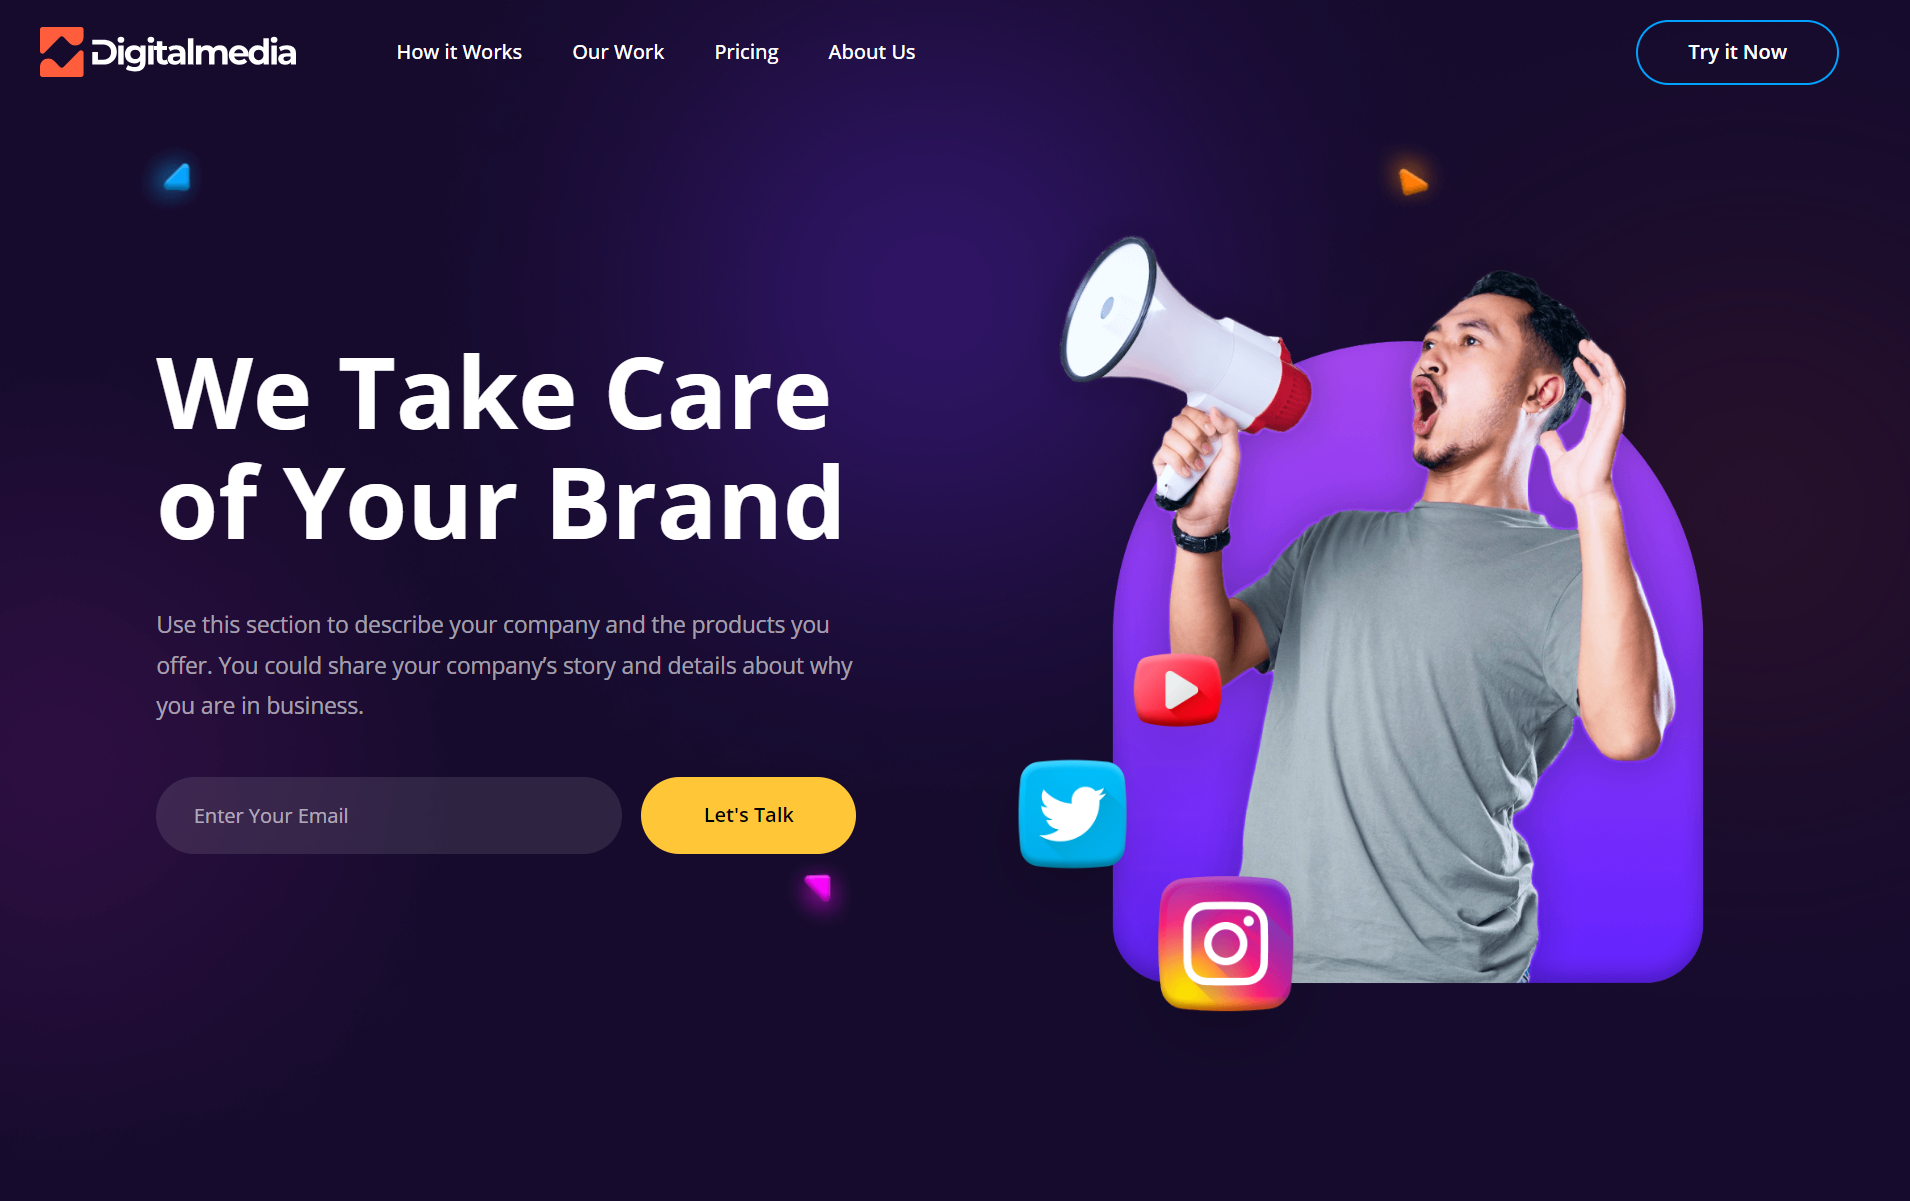 Digitalmedia
How it Works
Our Work
Pricing
About Us
Try it Now
We Take Care
of Your Brand
Use this section to describe your company and the products you
offer. You could share your company’s story and details about why
you are in business.
Enter Your Email
Let's Talk